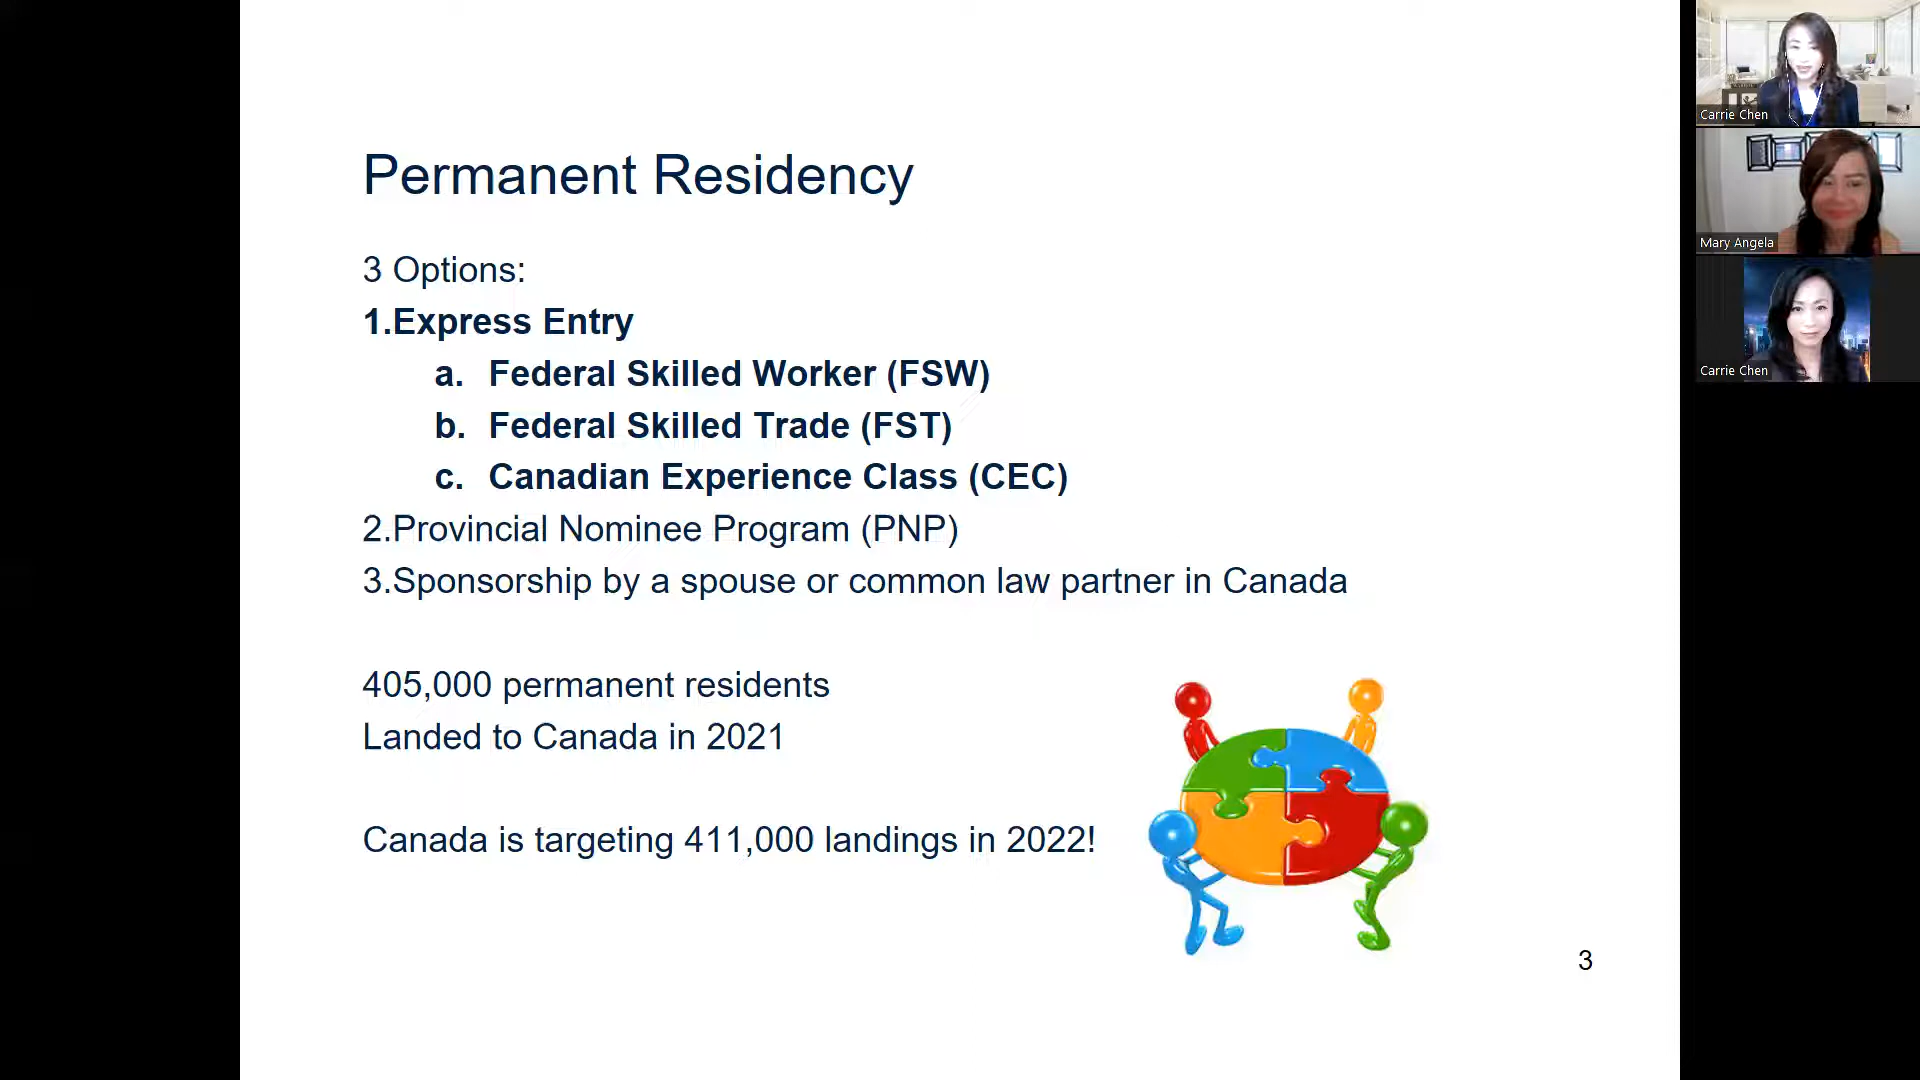 Permanent Residency
3 Options:
1.Express Entry
a. Federal Skilled Worker (FSW)
b. Federal Skilled Trade (FST)
c. Canadian Experience Class (CEC)
2.Provincial Nominee Program (PNP)
3.Sponsorship by a spouse or common law partner in Canada
405,000 permanent residents
Landed to Canada in 2021
Canada is targeting 411,000 landings in 2022!
3
Carrie Chen
Mary Angela
Carrie Chen